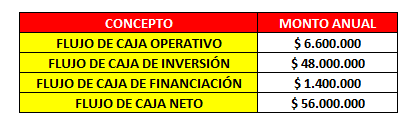 CONCEPTO MONTO ANUAL
FLUJO DE CAJA OPERATIVO $ 6.600.000
FLUJO DE CAJA DE INVERSIÓN $ 48.000.000
FLUJO DE CAJA DE FINANCIACIÓN $ 1.400.000
FLUJO DE CAJA NETO $ 56.000.000